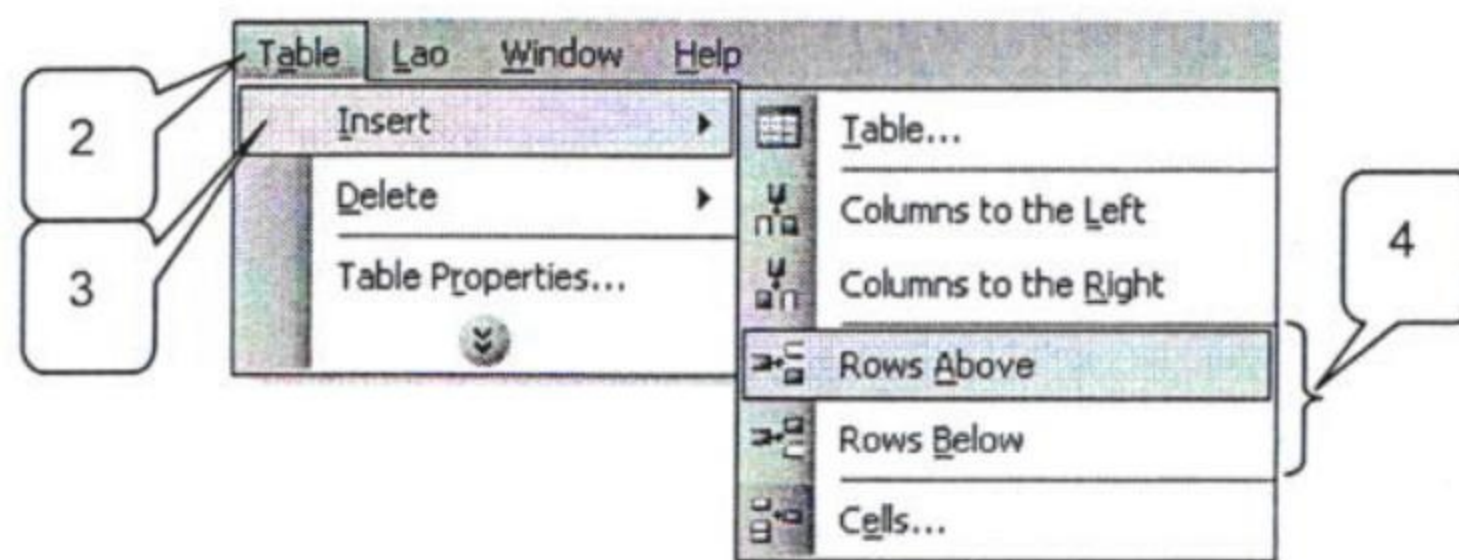 Table Lao Window Help
2
Insert
3
Delete
Table Properties...
Table...
Columns to the Left
Columns to the Right
Rows Above
Rows Below
Cells...
4